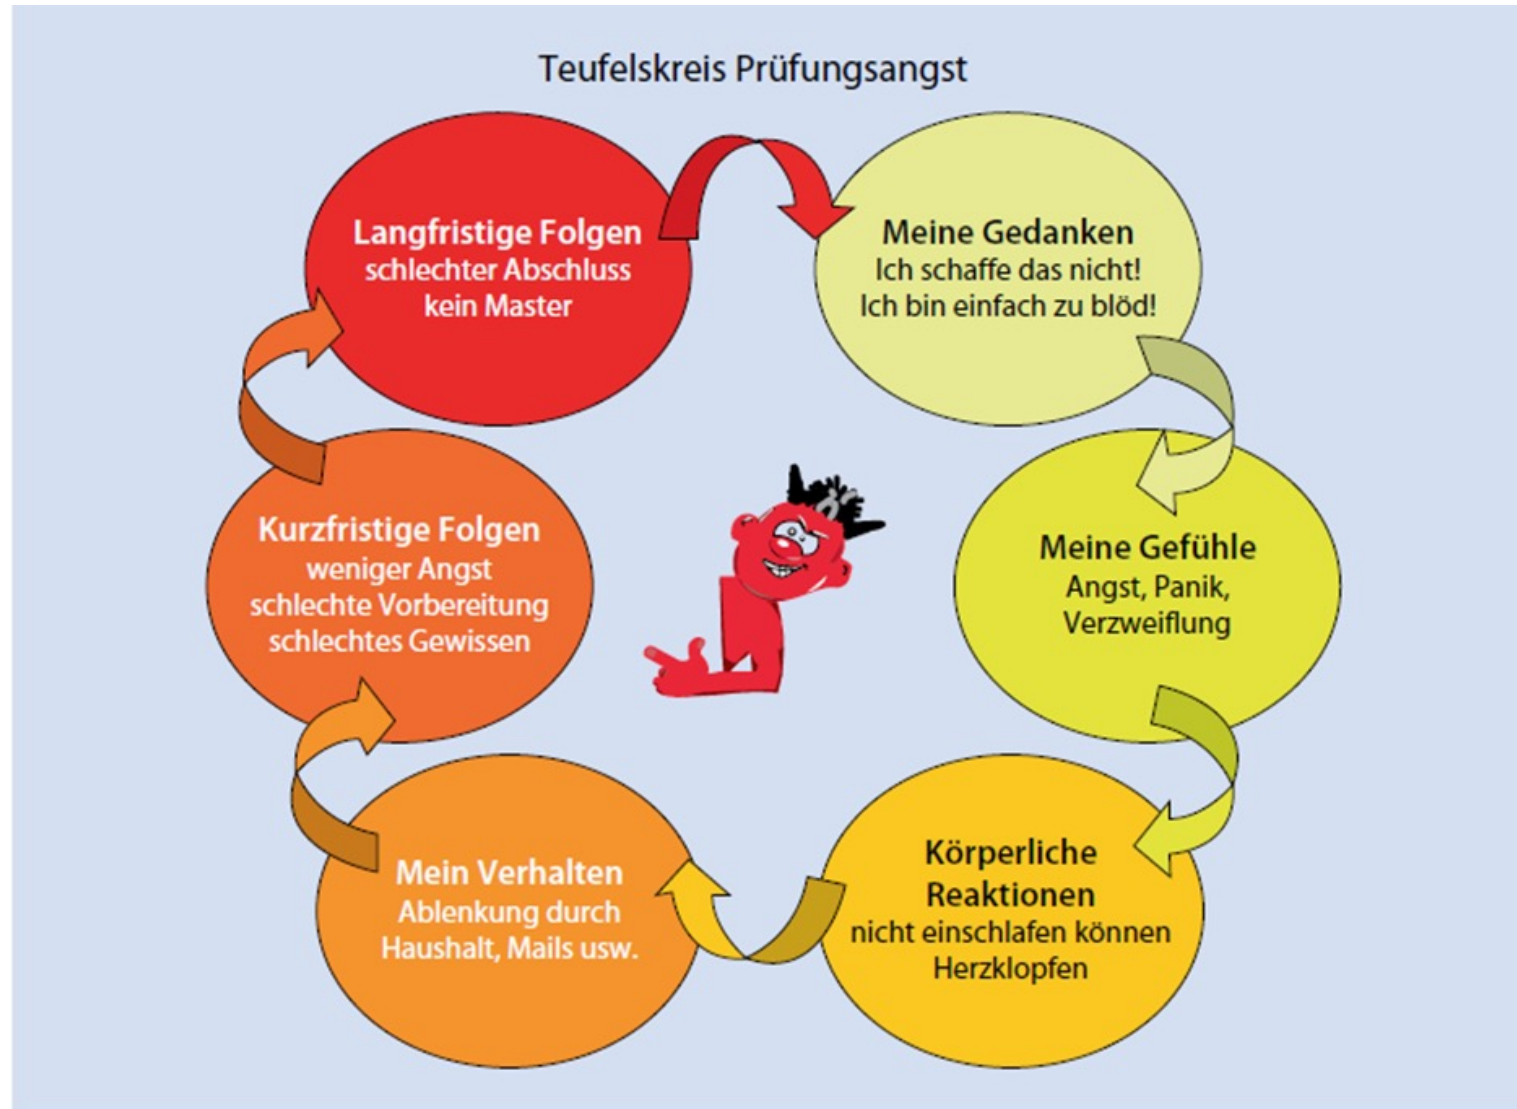 Teufelskreis Prüfungsangst
Langfristige Folgen
schlechter Abschluss
kein Master
Meine Gedanken
Ich schaffe das nicht!
Ich bin einfach zu blöd!
Meine Gefühle
Angst, Panik,
Verzweiflung
Körperliche
Reaktionen
nicht einschlafen können
Herzklopfen
Mein Verhalten
Ablenkung durch
Haushalt, Mails usw.
Kurzfristige Folgen
weniger Angst
schlechte Vorbereitung
schlechtes Gewissen